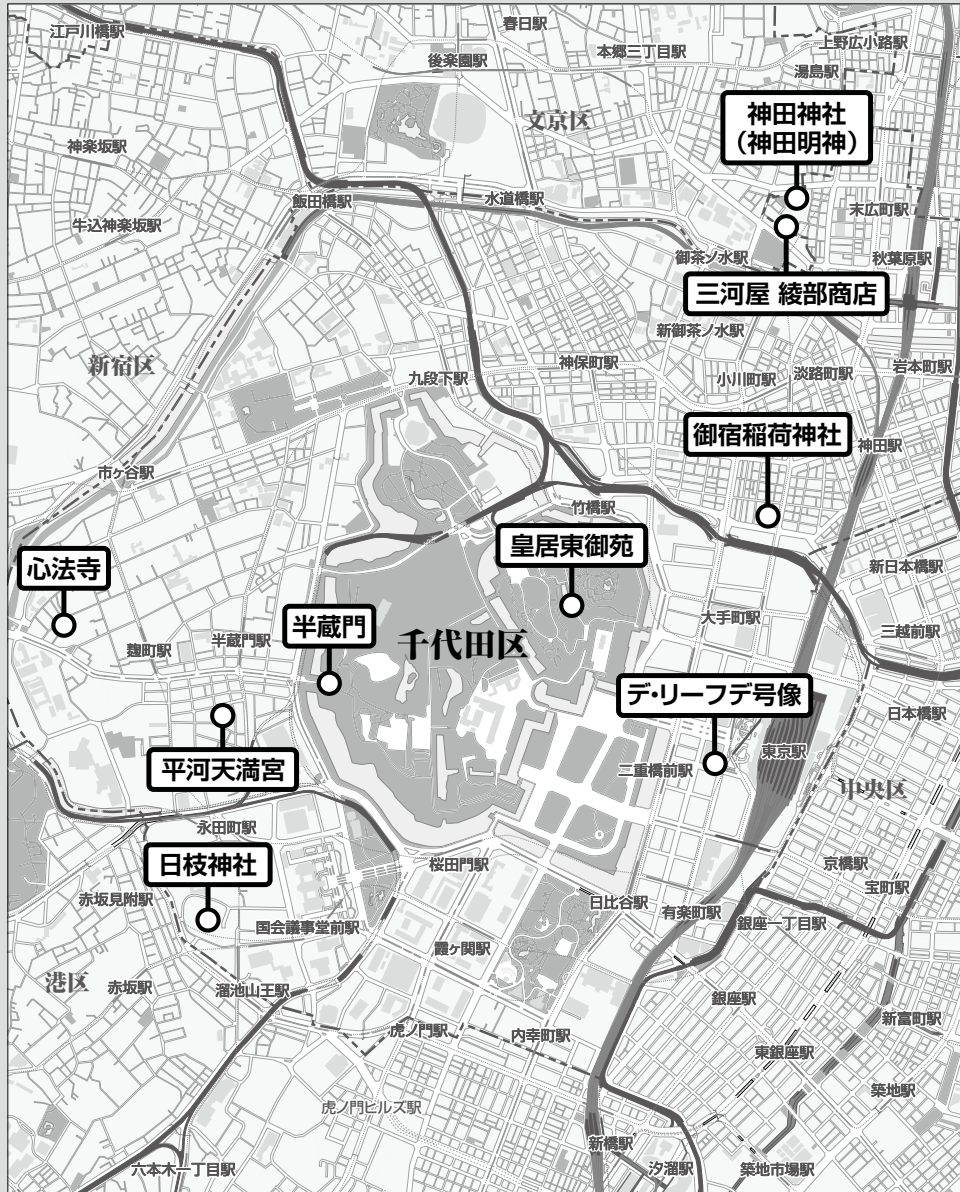 江戸川橋駅
春日駅
本郷三丁目駅
上野広小路駅
後楽園駅
湯島駅
文京区
神田神社
（神田明神）
神楽坂駅
飯田橋駅
水道橋駅
末広町駅
牛込神楽坂駅
御茶ノ水駅
秋葉原駅
三河屋 綾部商店
新御茶ノ水駅
新宿区
神保町駅
九段下駅
小川町駅
淡路町駅
岩本町駅
御宿稲荷神社
神田駅
市ヶ谷駅
竹橋駅
皇居東御苑
心法寺
新日本橋駅
大手町駅
半蔵門
千代田区
三越前駅
麹町駅
半蔵門駅
デ・リーフデ号像
日本橋駅
平河天満宮
二重橋前駅
東京駅
中央区
永田町駅
日枝神社
桜田門駅
京橋駅
宝町駅
赤坂見附駅
日比谷駅
有楽町駅
銀座一丁目駅
国会議事堂前駅
霞ヶ関駅
港区
赤坂駅
溜池山王駅
銀座駅
新富町駅
虎ノ門駅
内幸町駅
東銀座駅
築地駅
虎ノ門ヒルズ駅
新橋駅
六本木一丁目駅
汐溜駅
築地市場駅